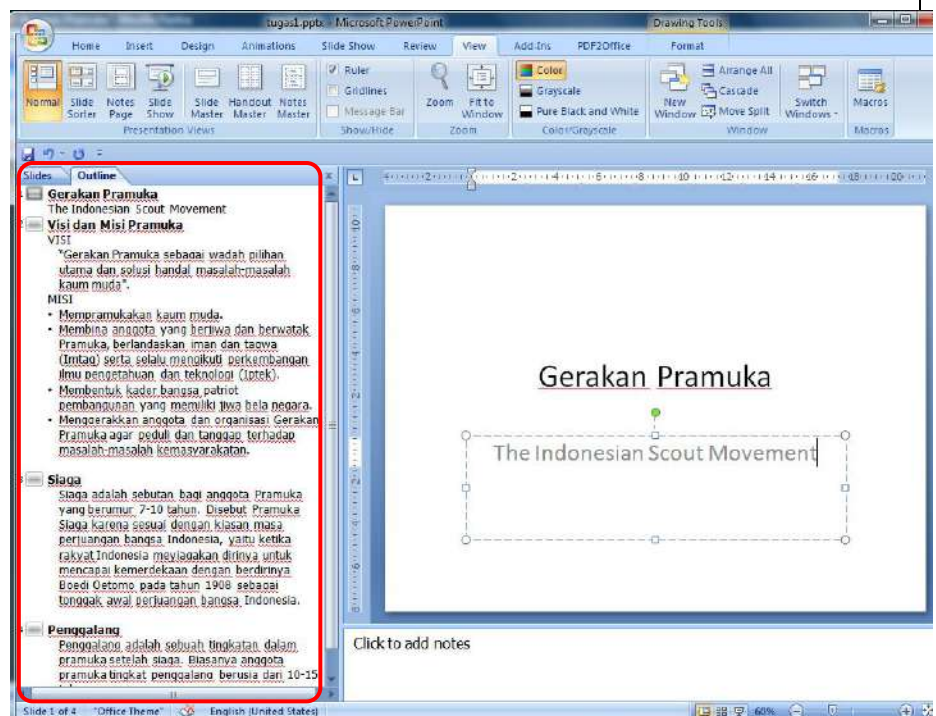 tugas1.pptx - Microsoft PowerPoint
Drawing Tools
Home Insert Design Animations Slide Show Review View Add-Ins PDF2Office Format
Normal
Slide Sorter
Notes Page
Slide Show
Slide Master
Handout Master
Notes Master
Presentation Views
Ruler
Gridlines
Message Bar
Show/Hide
Zoom
Fit to Window
Zoom
Color
Grayscale
Pure Black and White
Color/Grayscale
New Window
Arrange All
Cascade
Move Split
Switch Windows
Window
Macros
Macros
Slides Outline
Gerakan Pramuka
The Indonesian Scout Movement
2 Visi dan Misi Pramuka
VISI
"Gerakan Pramuka sebagai wadah pilihan
utama dan solusi handal masalah-masalah
kaum muda".
MISI
• Mempramukakan kaum muda.
• Membina anggota yang berjiwa dan berwatak
Pramuka, berlandaskan iman dan taqwa
(Imtaq) serta selalu mengikuti perkembangan
ilmu pengetahuan dan teknologi (Iptek).
• Membentuk kader bangsa patriot
pembangunan yang memiliki jiwa bela negara.
• Menggerakkan anggota dan organisasi Gerakan
Pramuka agar peduli dan tanggap terhadap
masalah-masalah kemasyarakatan.
Siaga
Siaga adalah sebutan bagi anggota Pramuka
yang berumur 7-10 tahun. Disebut Pramuka
Siaga karena sesuai dengan kiasan masa
perjuangan bangsa Indonesia, yaitu ketika
rakyat Indonesia meyiagakan dirinya untuk
mencapai kemerdekaan dengan berdirinya
Boedi Oetomo pada tahun 1908 sebagai
tonggak awal perjuangan bangsa Indonesia.
Penggalang
Penggalang adalah sebuah tingkatan dalam
pramuka setelah siaga. Biasanya anggota
pramuka tingkat penggalang berusia dari 10-15
Gerakan Pramuka
The Indonesian Scout Movement
Click to add notes
Slide 1 of 4 "Office Theme" English (United States) 60%